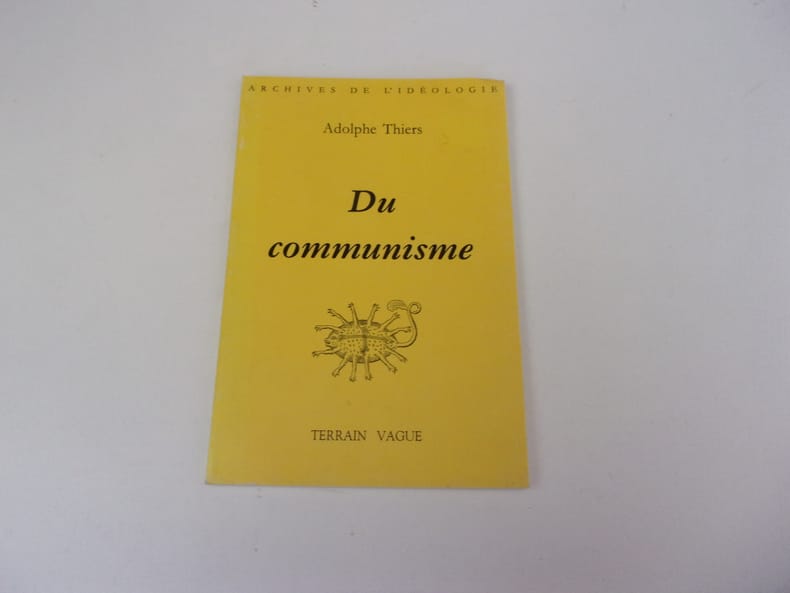 ARCHIVES DE L'IDÉOLOGIE
Adolphe Thiers
Du
communisme
TERRAIN VAGUE